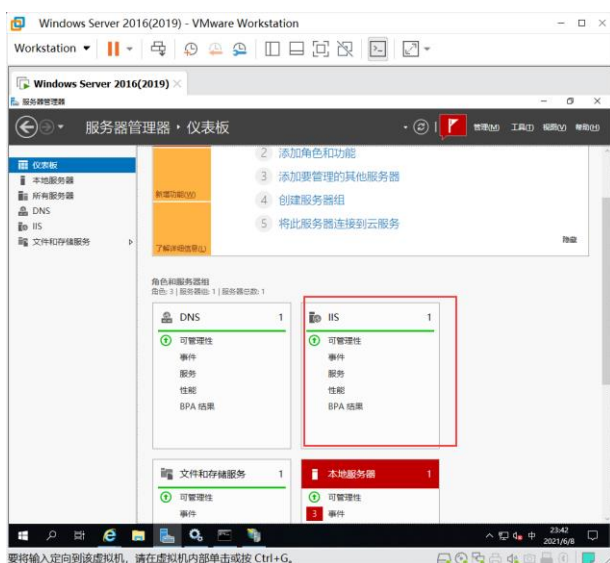 Windows Server 2016(2019) - VMware Workstation
Workstation
Windows Server 2016(2019)
服务器管理器
服务器管理器 · 仪表板
管理(M) 工具(T) 视图(V) 帮助(H)
仪表板
本地服务器
所有服务器
DNS
IIS
文件和存储服务
2 添加角色和功能
3 添加要管理的其他服务器
新增功能(W)
4 创建服务器组
5 将此服务器连接到云服务
了解详细信息(L)
隐藏
角色和服务器组
角色: 3 | 服务器组: 1 | 服务器总数: 1
DNS 1
可管理性
事件
服务
性能
BPA 结果
IIS 1
可管理性
事件
服务
性能
BPA 结果
文件和存储服务 1
可管理性
事件
本地服务器 1
可管理性
3 事件
中
23:42
2021/6/8
要将输入定向到该虚拟机，请在虚拟机内部单击或按 Ctrl+G。